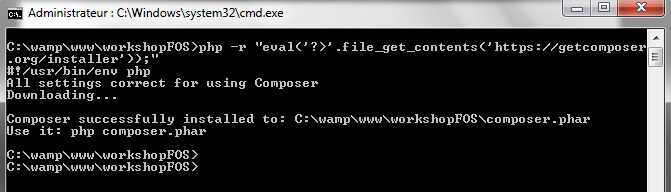 Administrateur : C:\Windows\system32\cmd.exe
C:\wamp\www\workshopFOS>php -r "eval('?>'.file_get_contents('https://getcomposer
.org/installer'));"
#!/usr/bin/env php
All settings correct for using Composer
Downloading...
Composer successfully installed to: C:\wamp\www\workshopFOS\composer.phar
Use it: php composer.phar
C:\wamp\www\workshopFOS>
C:\wamp\www\workshopFOS>